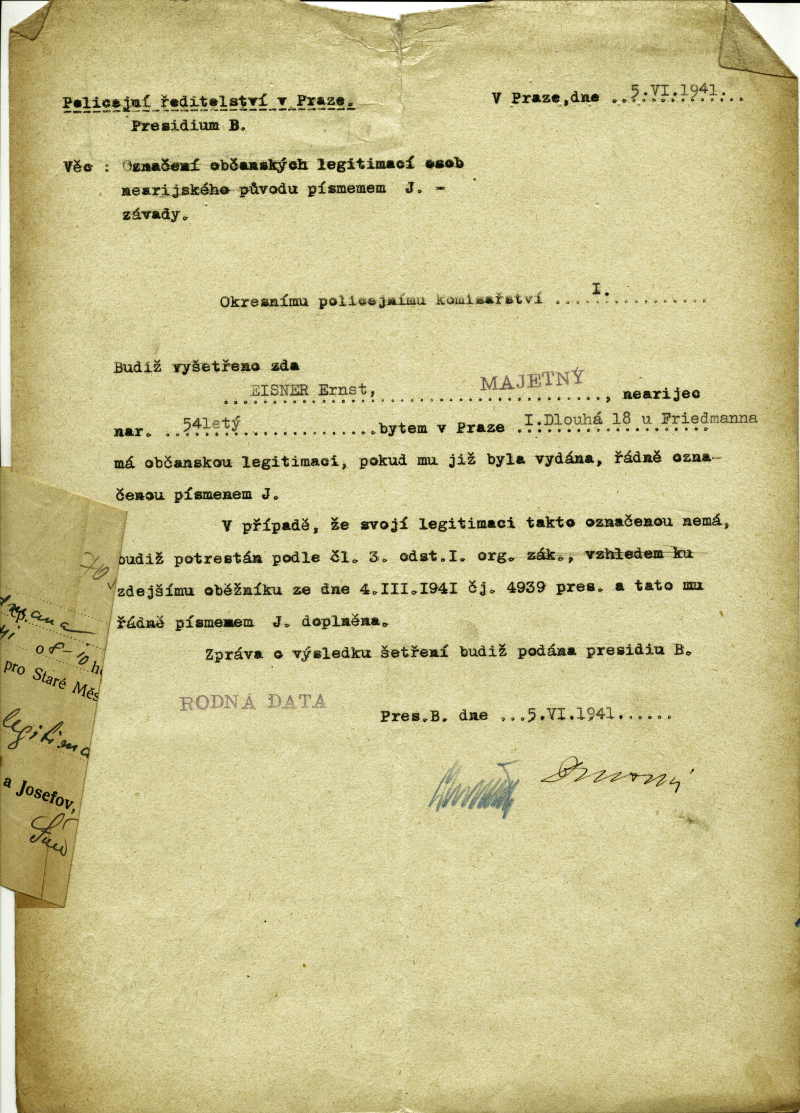 Policejní ředitelství v Praze.
V Praze,dne ..5.VI.1941...
Presidium B.
Věc : Označení občanských legitimací osob
nearijského původu písmemem J. -
závady.
Okresnímu policejnímu komisařství ....I...........
Budiž vyšetřeno zda
EISNER Ernst, MAJETNÝ, nearijec
nar. ..54letý..............bytem v Praze .I.Dlouhá 18 u Friedmanna
má občanskou legitimaci, pokud mu již byla vydána, řádně ozna-
čenou písmenem J.
V případě, že svojí legitimaci takto označenou nemá,
budiž potrestán podle čl. 3. odst.I. org. zák., vzhledem ku
zdejšímu oběžníku ze dne 4.III.1941 čj. 4939 pres. a tato mu
řádně písmenem J. doplněna.
Zpráva o výsledku šetření budiž podána presidiu B.
RODNÁ DATA
Pres.B. dne ...5.VI.1941......
o 8-10 ho
pro Staré Měs
legitima
a Josefov,